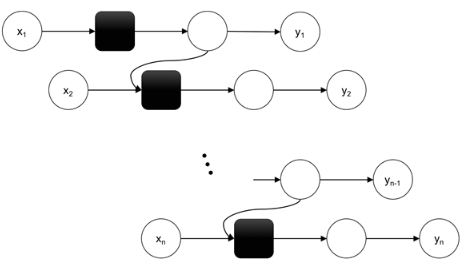 x₁ y₁
x₂ y₂
yₙ₋₁
xₙ yₙ